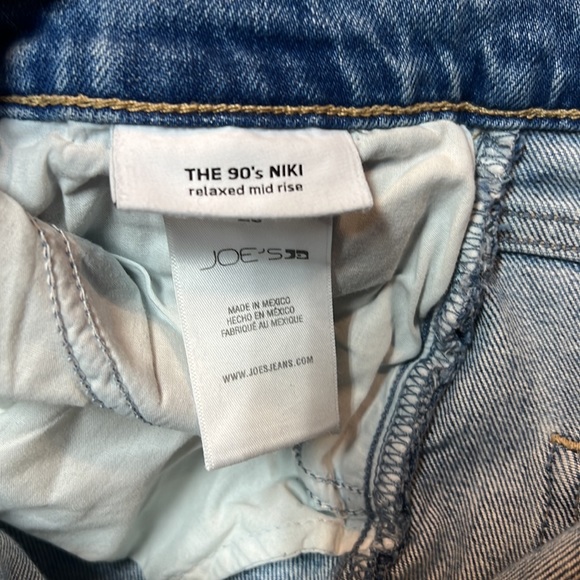 THE 90's NIKI
relaxed mid rise
JOE'S
MADE IN MEXICO
HECHO EN MÉXICO
FABRIQUÉ AU MEXIQUE
WWW.JOESJEANS.COM